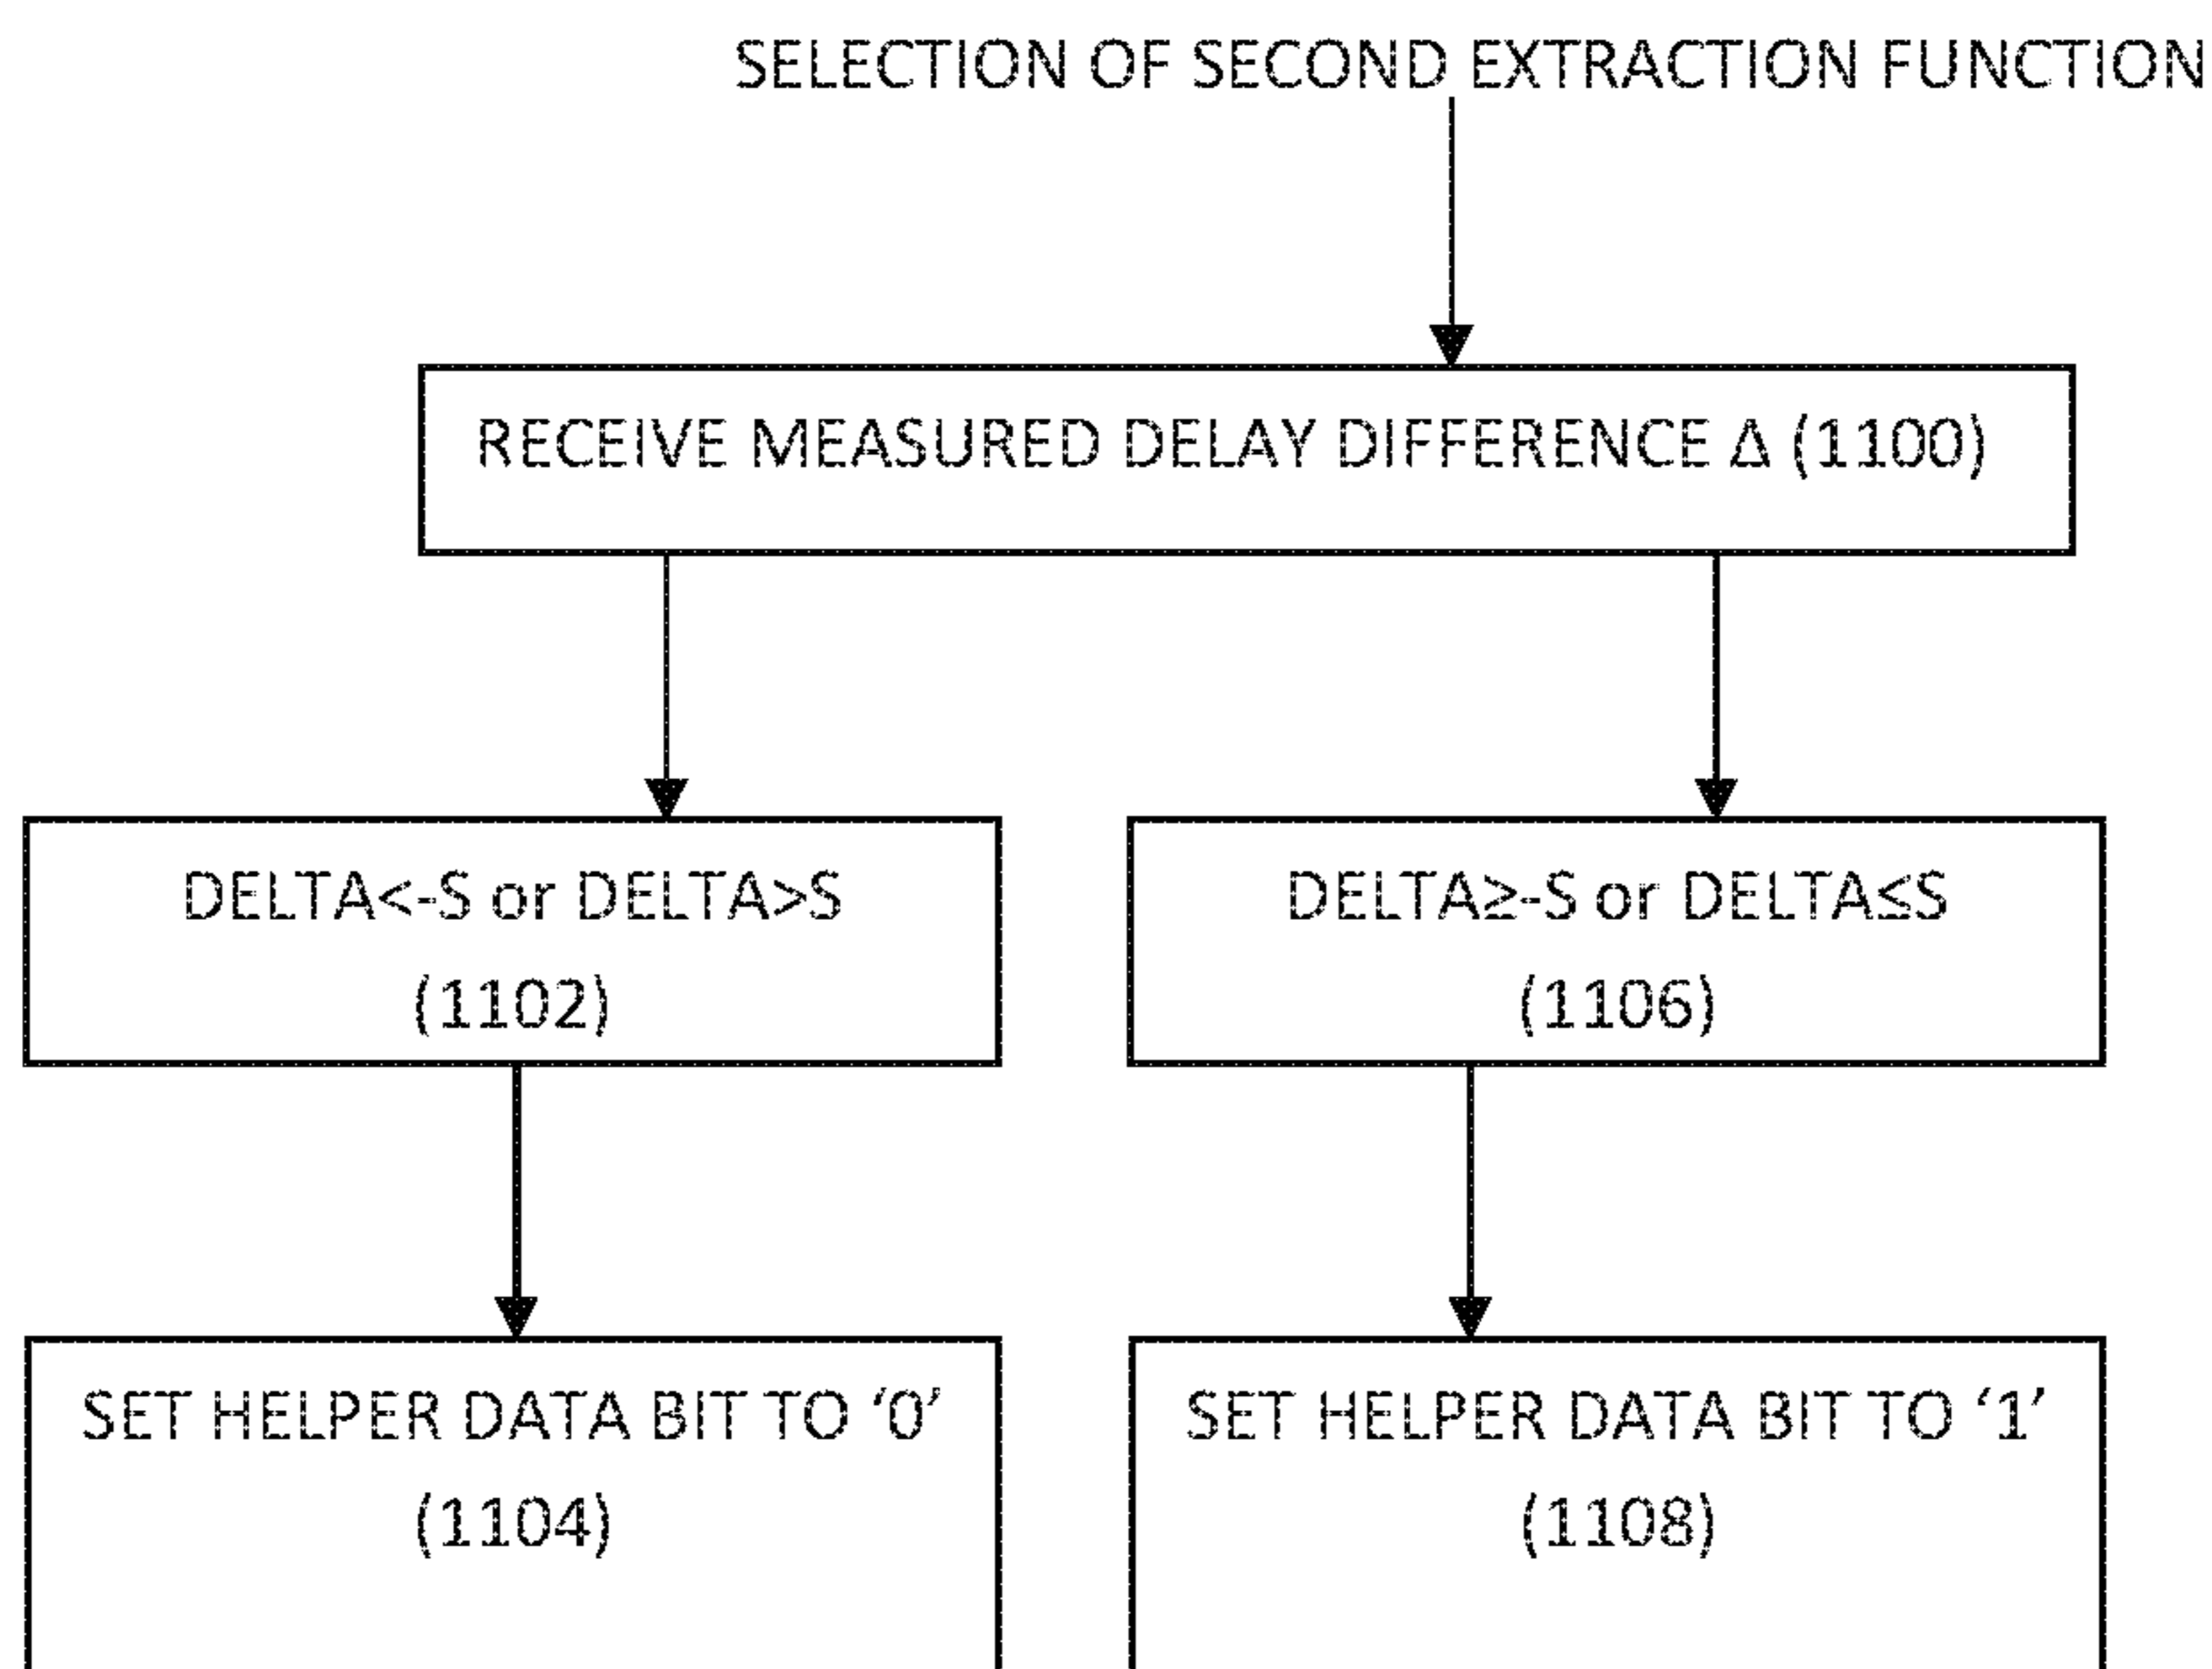 SELECTION OF SECOND EXTRACTION FUNCTION
RECEIVE MEASURED DELAY DIFFERENCE Δ (1100)
DELTA<-S or DELTA>S
(1102)
DELTA≥-S or DELTA≤S
(1106)
SET HELPER DATA BIT TO ‘0’
(1104)
SET HELPER DATA BIT TO ‘1’
(1108)